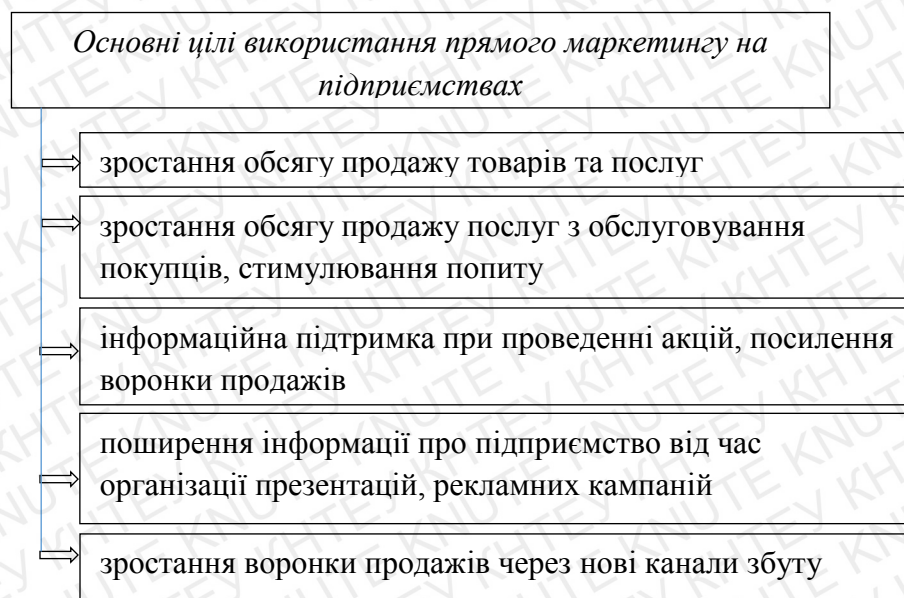 Основні цілі використання прямого маркетингу на
підприємствах
зростання обсягу продажу товарів та послуг
зростання обсягу продажу послуг з обслуговування
покупців, стимулювання попиту
інформаційна підтримка при проведенні акцій, посилення
воронки продажів
поширення інформації про підприємство від час
організації презентацій, рекламних кампаній
зростання воронки продажів через нові канали збуту